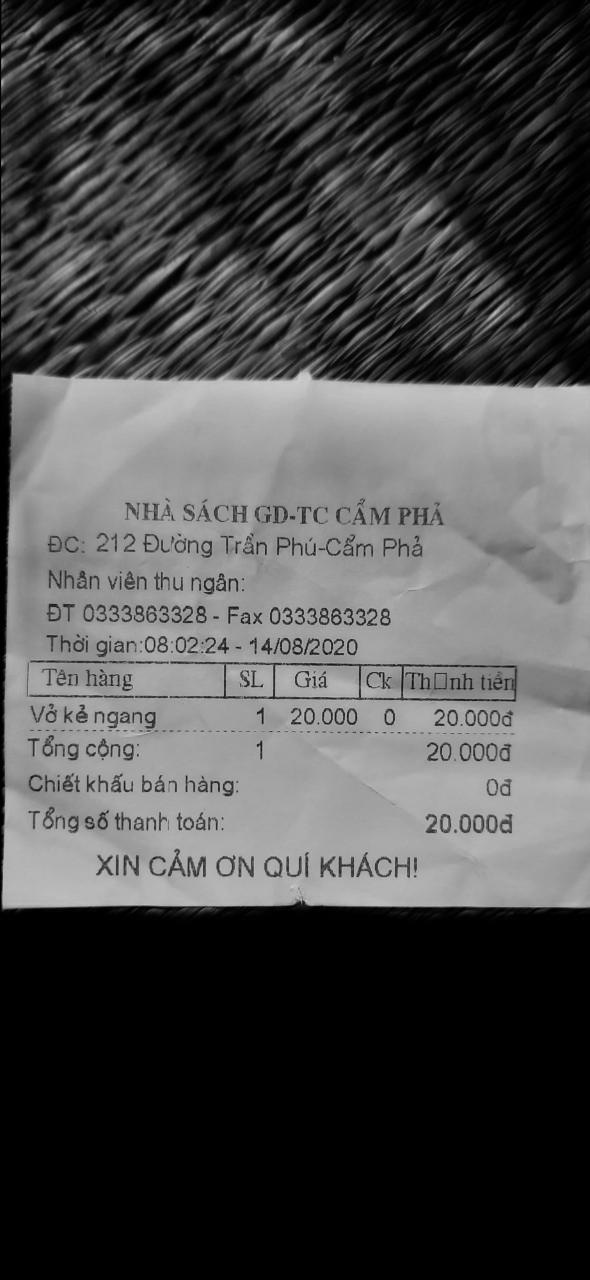 NHÀ SÁCH GD-TC CẨM PHẢ
ĐC: 212 Đường Trần Phú-Cẩm Phả
Nhân viên thu ngân:
ĐT 0333863328 - Fax 0333863328
Thời gian:08:02:24 - 14/08/2020
Tên hàng SL Giá Ck Th□nh tiền
Vở kẻ ngang 1 20.000 0 20.000đ
Tổng cộng: 1 20.000đ
Chiết khấu bán hàng: 0đ
Tổng số thanh toán: 20.000đ
XIN CẢM ƠN QUÍ KHÁCH!